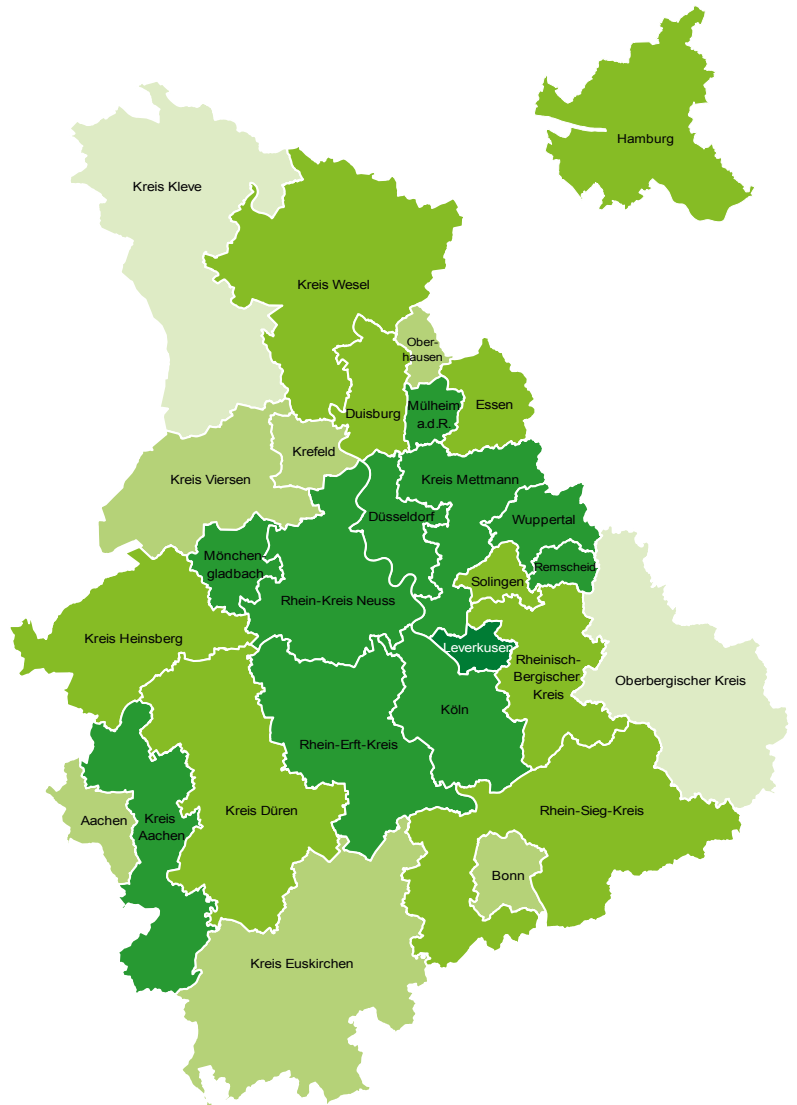 Hamburg
Kreis Kleve
Kreis Wesel
Ober-
hausen
Mülheim
a.d.R.
Essen
Duisburg
Krefeld
Kreis Viersen
Kreis Mettmann
Düsseldorf
Wuppertal
Mönchen-
gladbach
Remscheid
Solingen
Rhein-Kreis Neuss
Kreis Heinsberg
Leverkusen
Rheinisch-
Bergischer
Kreis
Oberbergischer Kreis
Köln
Rhein-Erft-Kreis
Kreis Düren
Rhein-Sieg-Kreis
Aachen
Kreis
Aachen
Bonn
Kreis Euskirchen